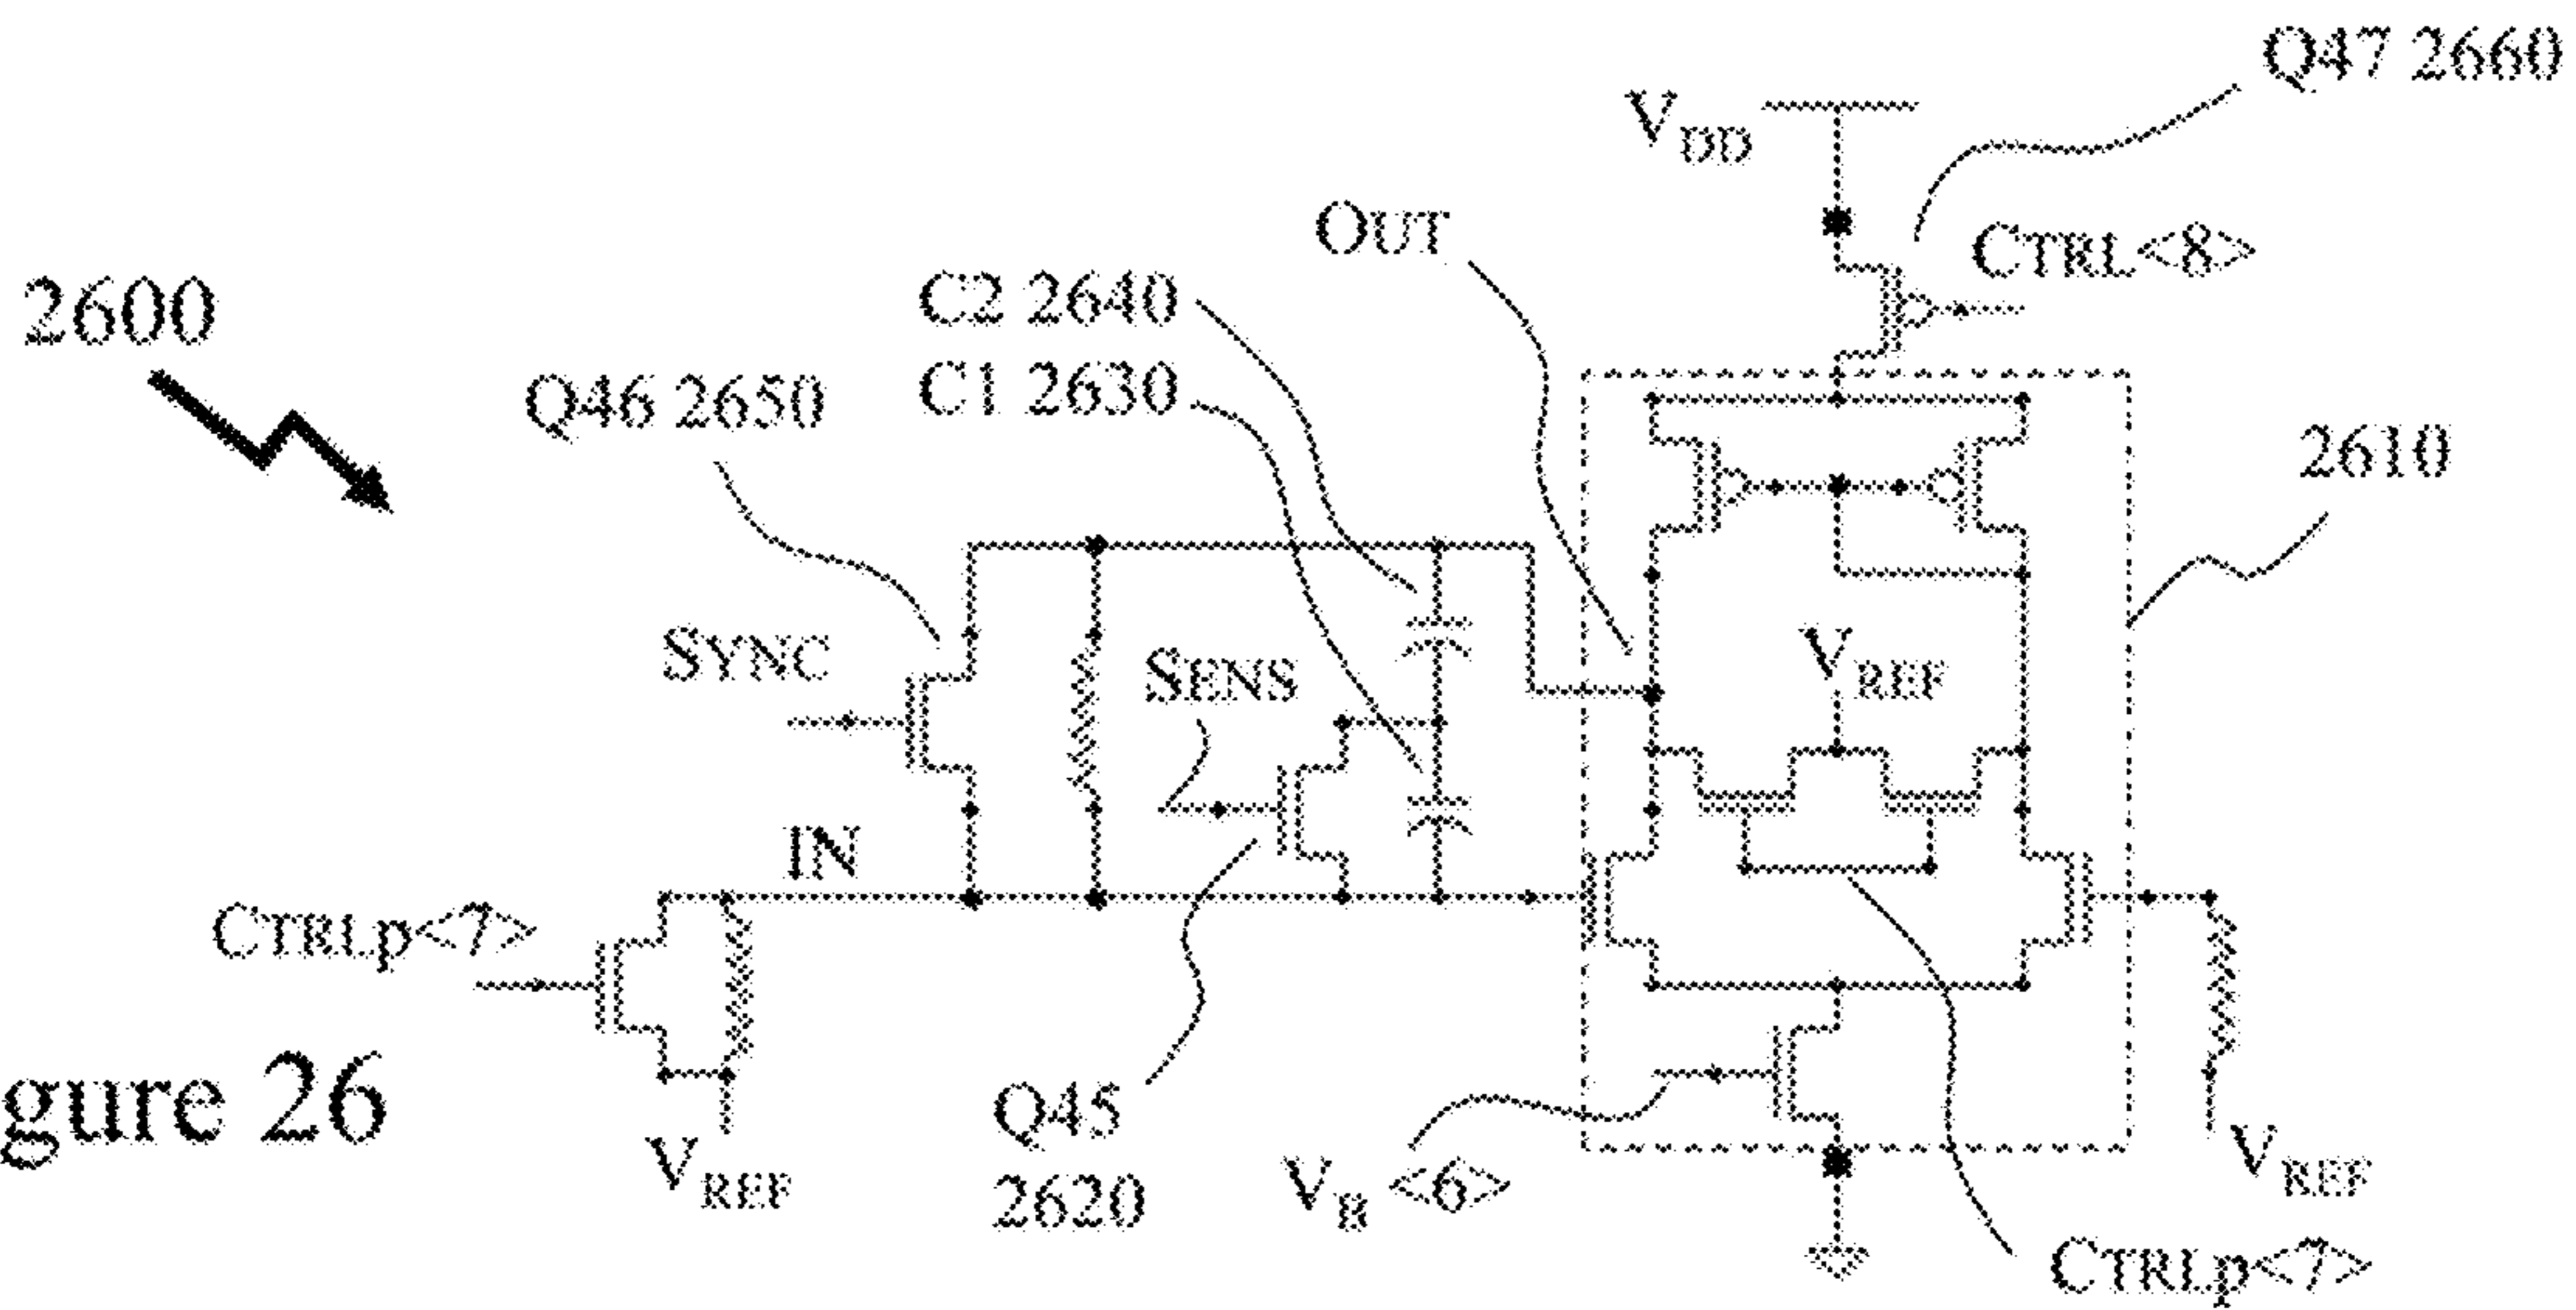 Q47 2660
VDD
OUT
CTRL<8>
2600
C2 2640
C1 2630
Q46 2650
2610
SYNC
SENS
VREF
IN
CTRLp<7>
gure 26
VREF
Q45
2620
VB <6>
VREF
CTRLp<7>